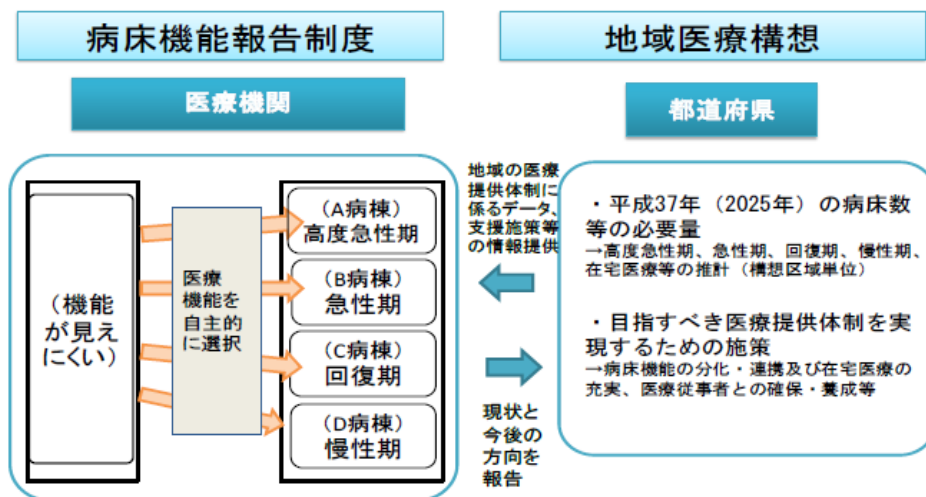 病床機能報告制度
地域医療構想
医療機関
都道府県
(機能
が見え
にくい)
医療
機能を
自主的
に選択
(A病棟)
高度急性期
(B病棟)
急性期
(C病棟)
回復期
(D病棟)
慢性期
地域の医療
提供体制に
係るデータ、
支援施策等
の情報提供
現状と
今後の
方向を
報告
・平成37年（2025年）の病床数
等の必要量
→高度急性期、急性期、回復期、慢性期、
在宅医療等の推計（構想区域単位）
・目指すべき医療提供体制を実
現するための施策
→病床機能の分化・連携及び在宅医療の
充実、医療従事者との確保・養成等